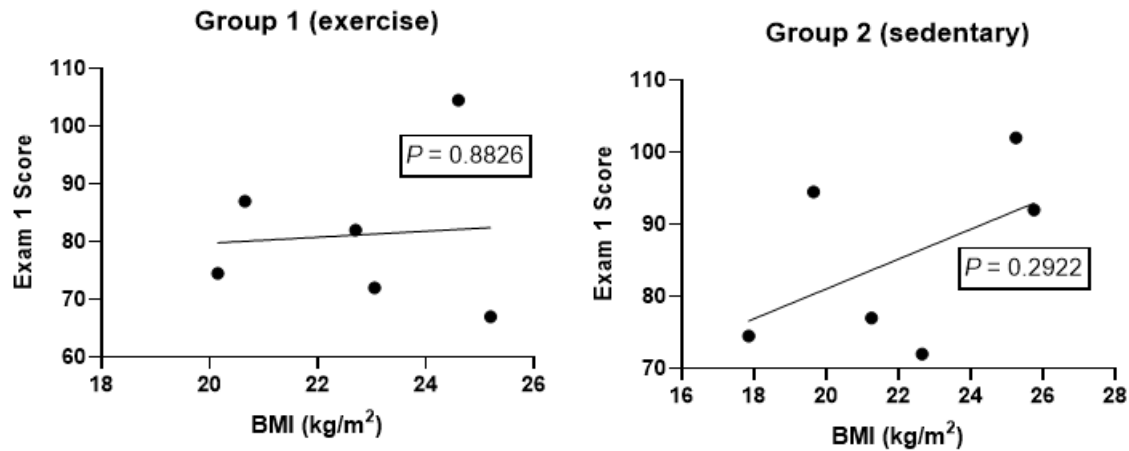 Group 1 (exercise)
110
100
90
80
70
60
Exam 1 Score
P = 0.8826
18 20 22 24 26
BMI (kg/m²)
Group 2 (sedentary)
110
100
90
80
70
Exam 1 Score
P = 0.2922
16 18 20 22 24 26 28
BMI (kg/m²)